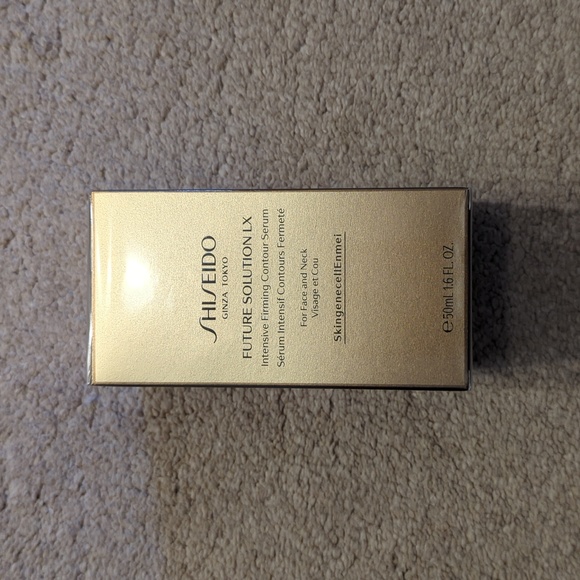 SHISEIDO
GINZA TOKYO
FUTURE SOLUTION LX
Intensive Firming Contour Serum
Sérum Intensif Contours Fermeté
For Face and Neck
Visage et Cou
SkingenecellEnmei
℮50mL 1.6 FL. OZ.